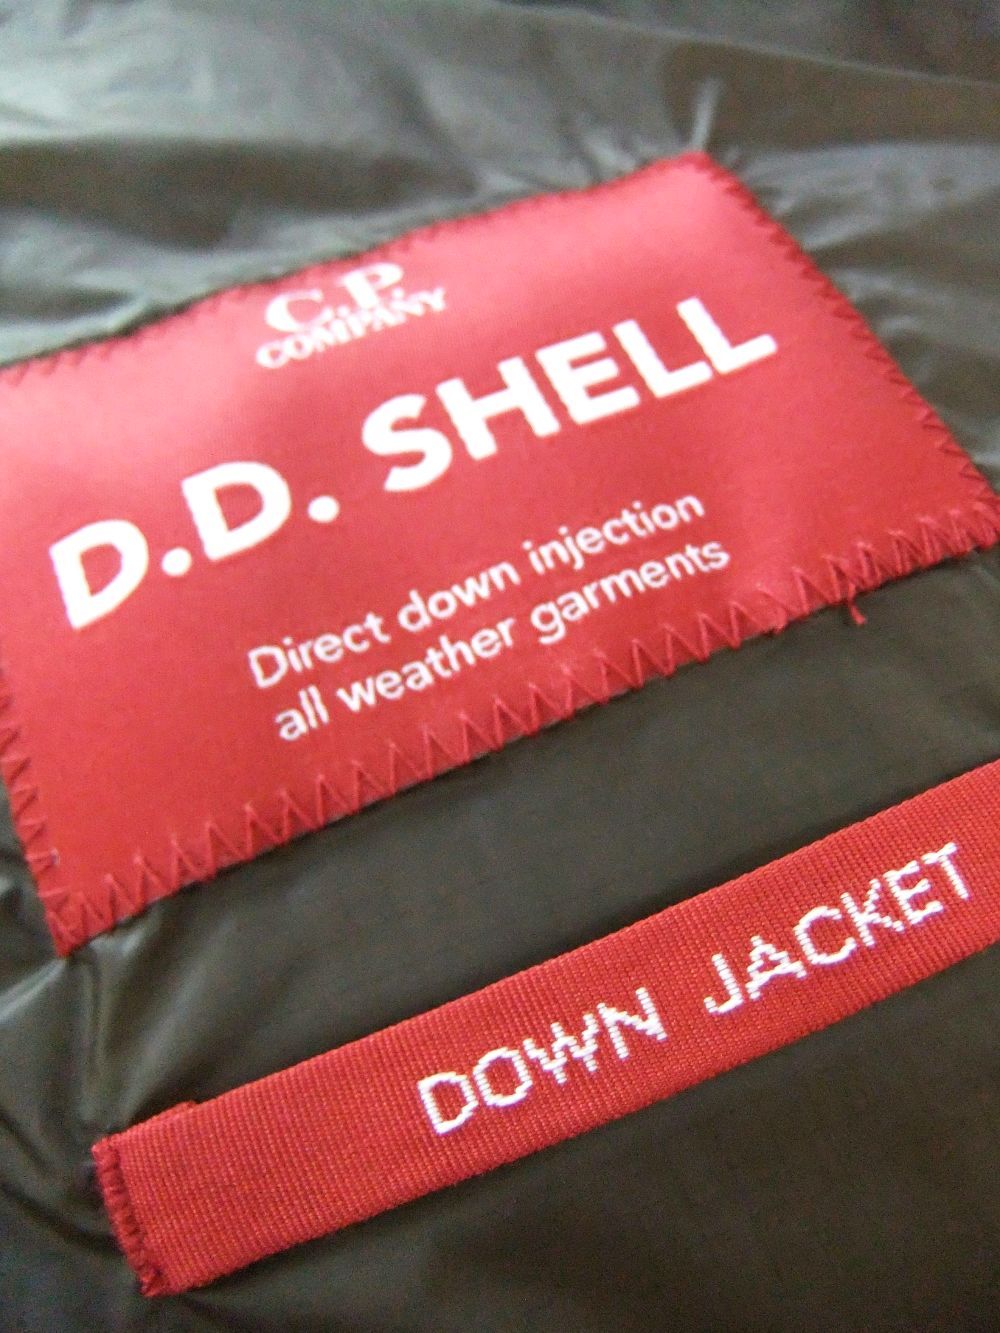 C.P.
COMPANY
D.D. SHELL
Direct down injection
all weather garments
DOWN JACKET